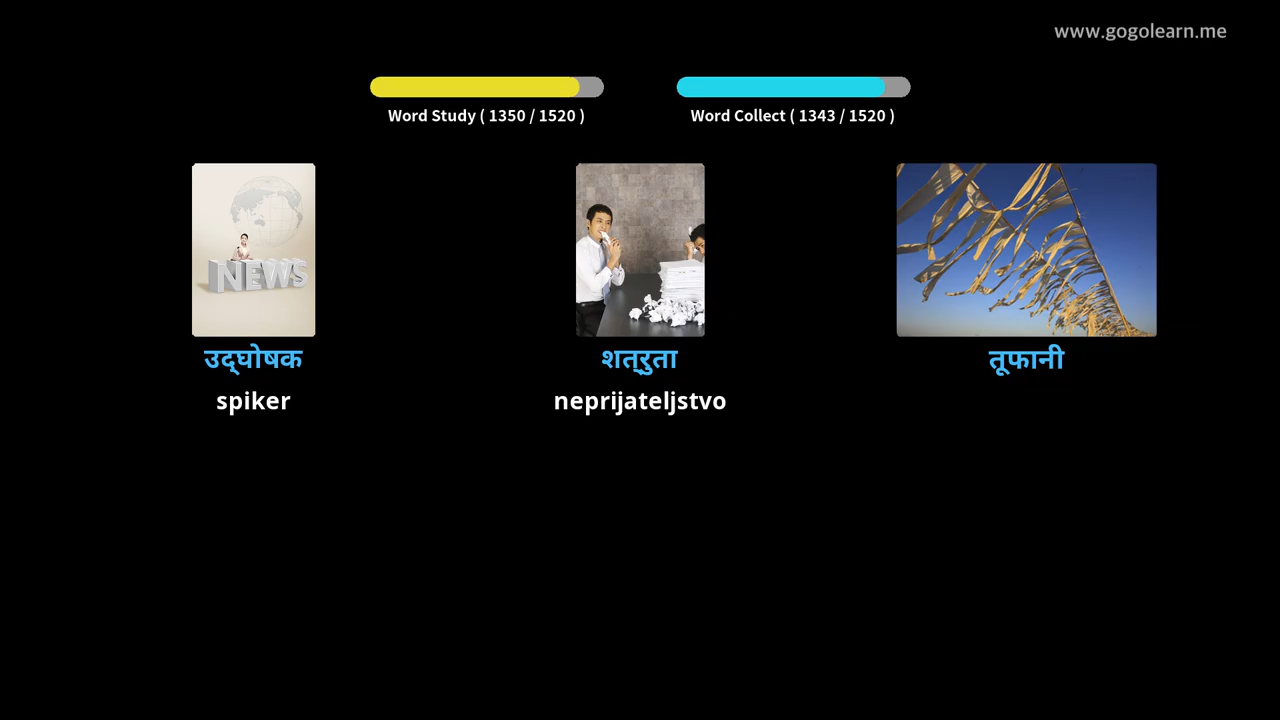 www.gogolearn.me
Word Study ( 1350 / 1520 )
Word Collect ( 1343 / 1520 )
NEWS
उद्घोषक
शत्रुता
तूफानी
spiker
neprijateljstvo